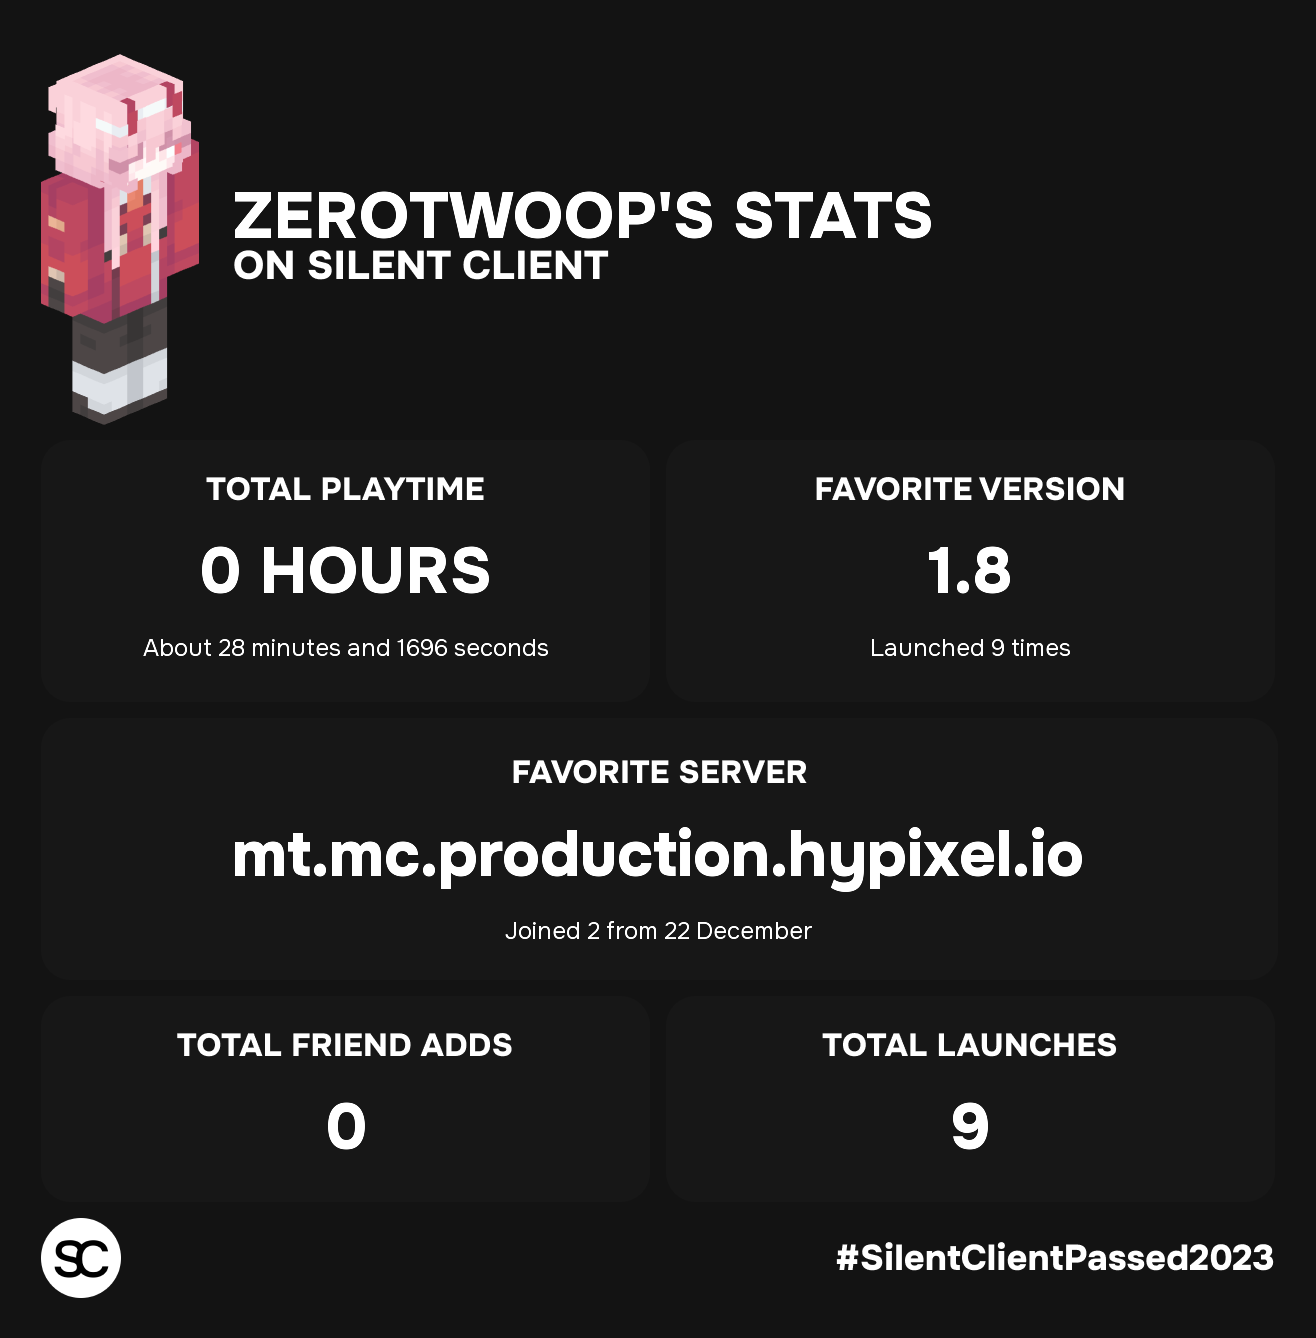 ZEROTWOOP'S STATS
ON SILENT CLIENT
TOTAL PLAYTIME
0 HOURS
About 28 minutes and 1696 seconds
FAVORITE VERSION
1.8
Launched 9 times
FAVORITE SERVER
mt.mc.production.hypixel.io
Joined 2 from 22 December
TOTAL FRIEND ADDS
0
TOTAL LAUNCHES
9
SC
#SilentClientPassed2023